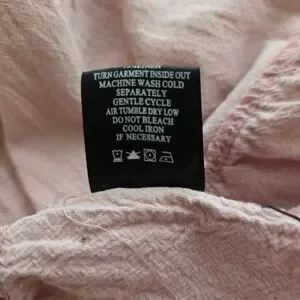 TURN GARMENT INSIDE OUT
MACHINE WASH COLD
SEPARATELY
GENTLE CYCLE
AIR TUMBLE DRY LOW
DO NOT BLEACH
COOL IRON
IF NECESSARY